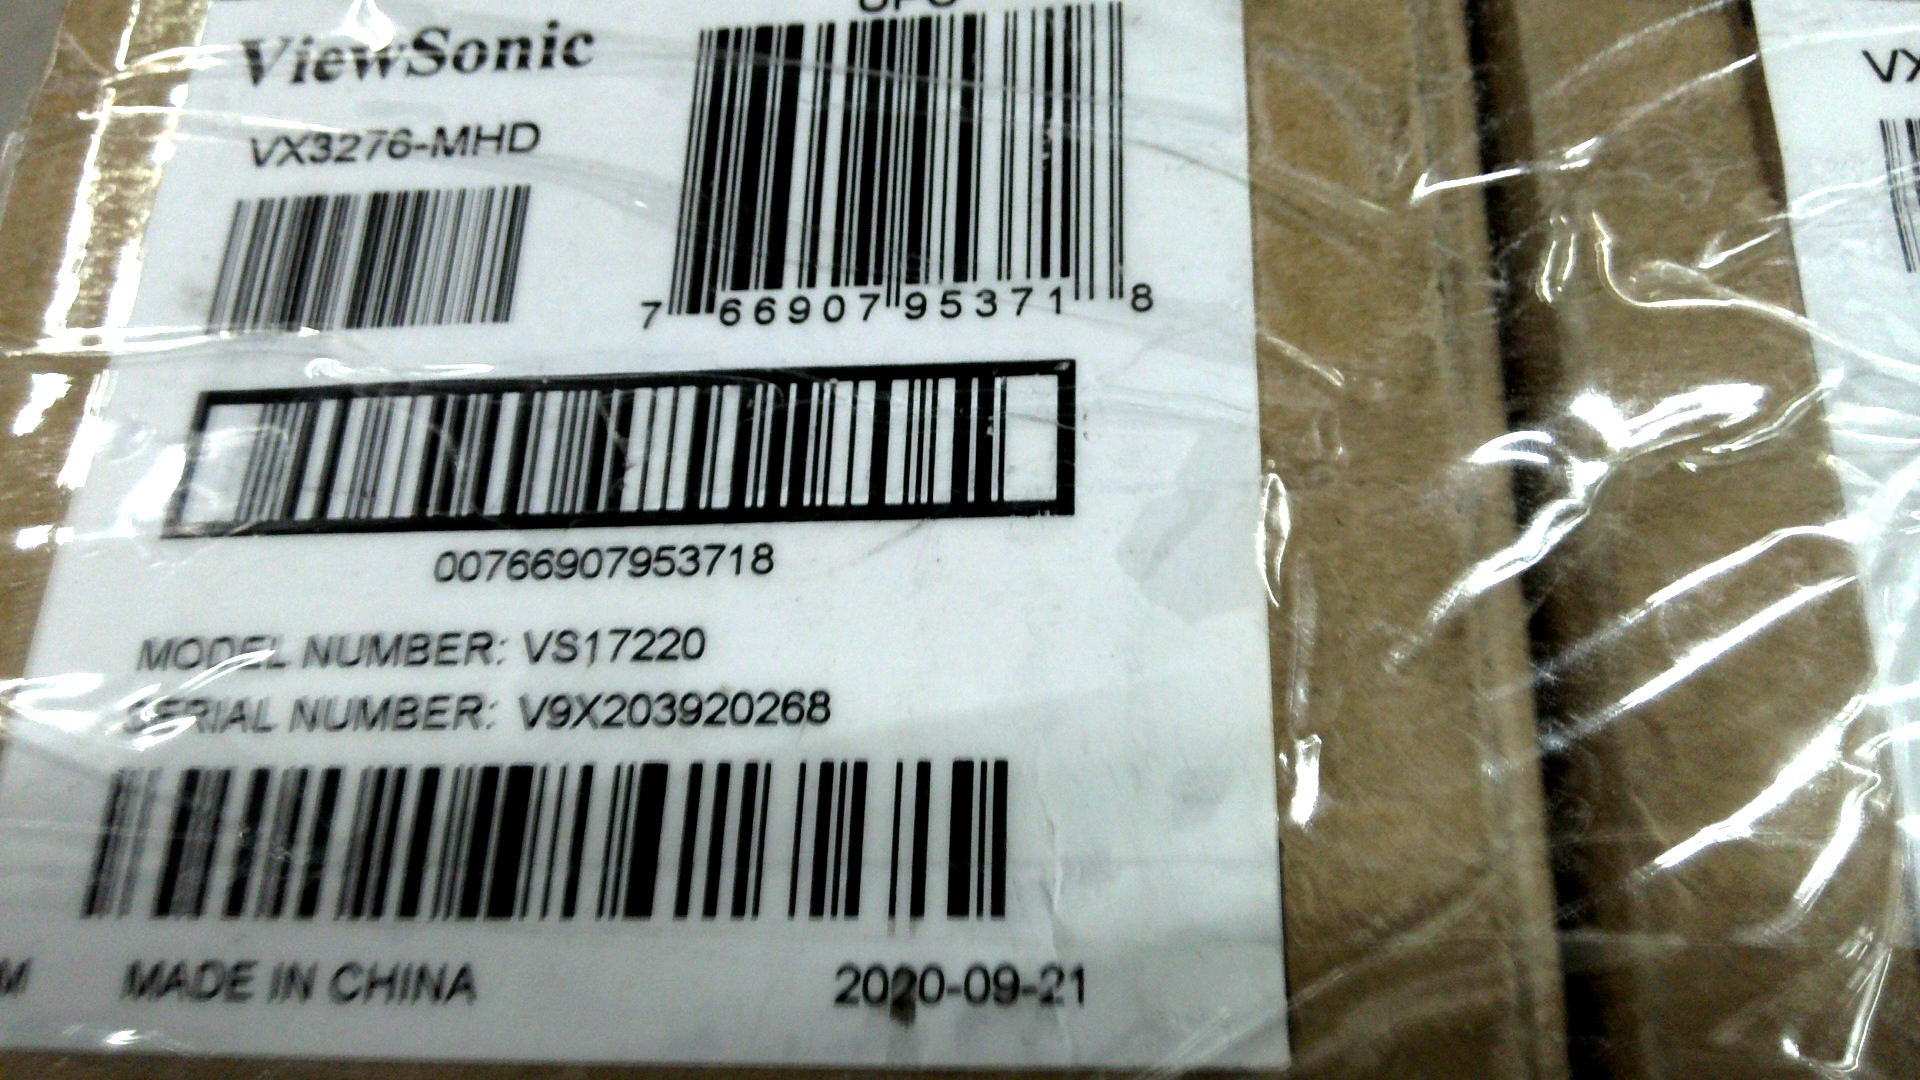 UPC
ViewSonic
VX3276-MHD
7 66907 95371 8
00766907953718
MODEL NUMBER: VS17220
SERIAL NUMBER: V9X203920268
MADE IN CHINA
2020-09-21